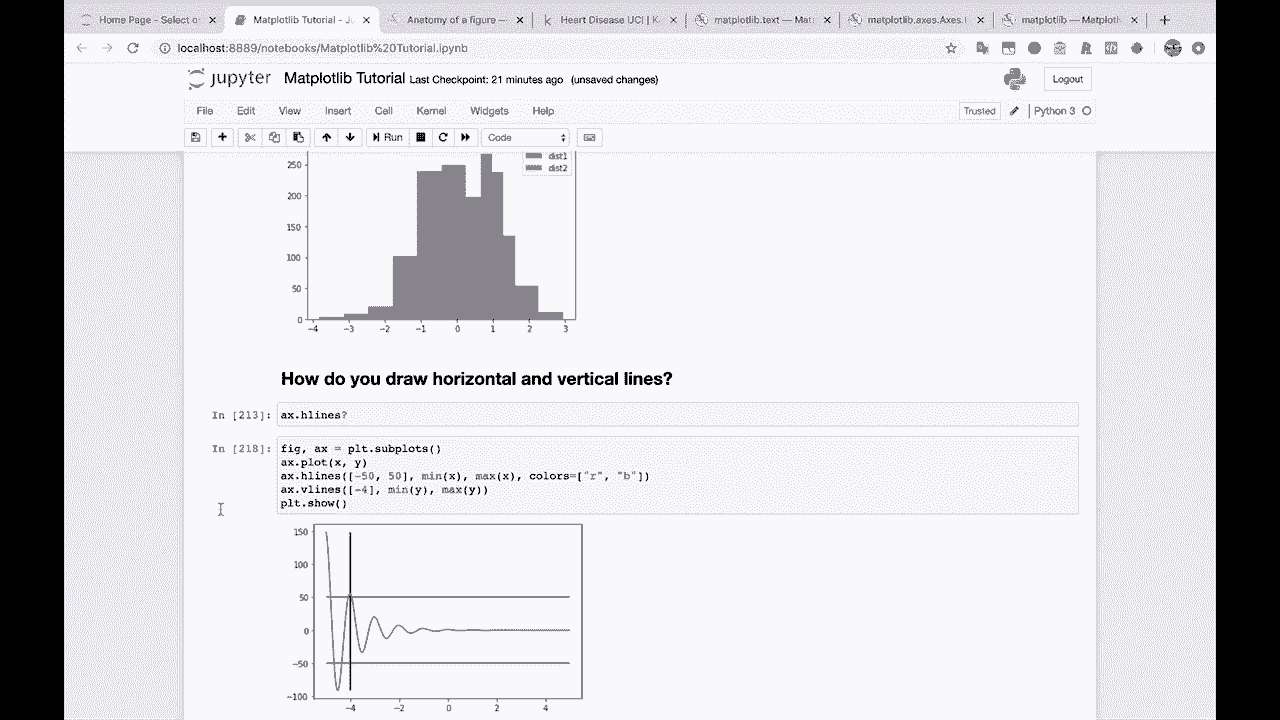 Home Page - Select o
Matplotlib Tutorial - Ju
Anatomy of a figure —
Heart Disease UCI | K
matplotlib.text — Mat
matplotlib.axes.Axes.
matplotlib — Matplotl
localhost:8889/notebooks/Matplotlib%20Tutorial.ipynb
jupyter Matplotlib Tutorial Last Checkpoint: 21 minutes ago (unsaved changes)
Logout
File Edit View Insert Cell Kernel Widgets Help
Trusted
Python 3
Run
Code
dist1
dist2
250
200
150
100
50
0
-4 -3 -2 -1 0 1 2 3
How do you draw horizontal and vertical lines?
In [213]: ax.hlines?
In [218]: fig, ax = plt.subplots()
ax.plot(x, y)
ax.hlines([-50, 50], min(x), max(x), colors=["r", "b"])
ax.vlines([-4], min(y), max(y))
plt.show()
150
100
50
0
-50
-100
-4 -2 0 2 4